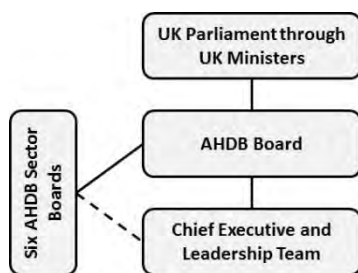 UK Parliament through
UK Ministers
Six AHDB Sector
Boards
AHDB Board
Chief Executive and
Leadership Team